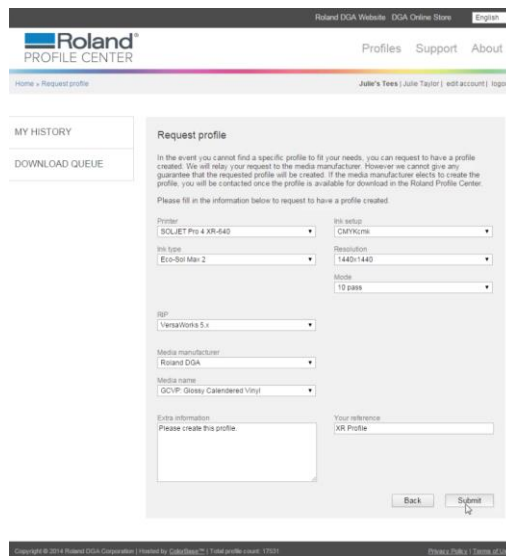 Roland DGA Website DGA Online Store English
Roland®
PROFILE CENTER
Profiles Support About
Home » Request profile
Julie's Tees | Julie Taylor | edit account | logo
MY HISTORY
DOWNLOAD QUEUE
Request profile
In the event you cannot find a specific profile to fit your needs, you can request to have a profile
created. We will relay your request to the media manufacturer. However we cannot give any
guarantee that the requested profile will be created. If the media manufacturer elects to create the
profile, you will be contacted once the profile is available for download in the Roland Profile Center.
Please fill in the information below to request to have a profile created.
Printer
SOLJET Pro 4 XR-640
Ink setup
CMYKcmk
Ink type
Eco-Sol Max 2
Resolution
1440x1440
Mode
10 pass
RIP
VersaWorks 5.x
Media manufacturer
Roland DGA
Media name
GCVP: Glossy Calendered Vinyl
Extra information
Please create this profile.
Your reference
XR Profile
Back Submit
Copyright © 2014 Roland DGA Corporation | Hosted by ColorBase™ | Total profile count: 17031
Privacy Policy | Terms of Us